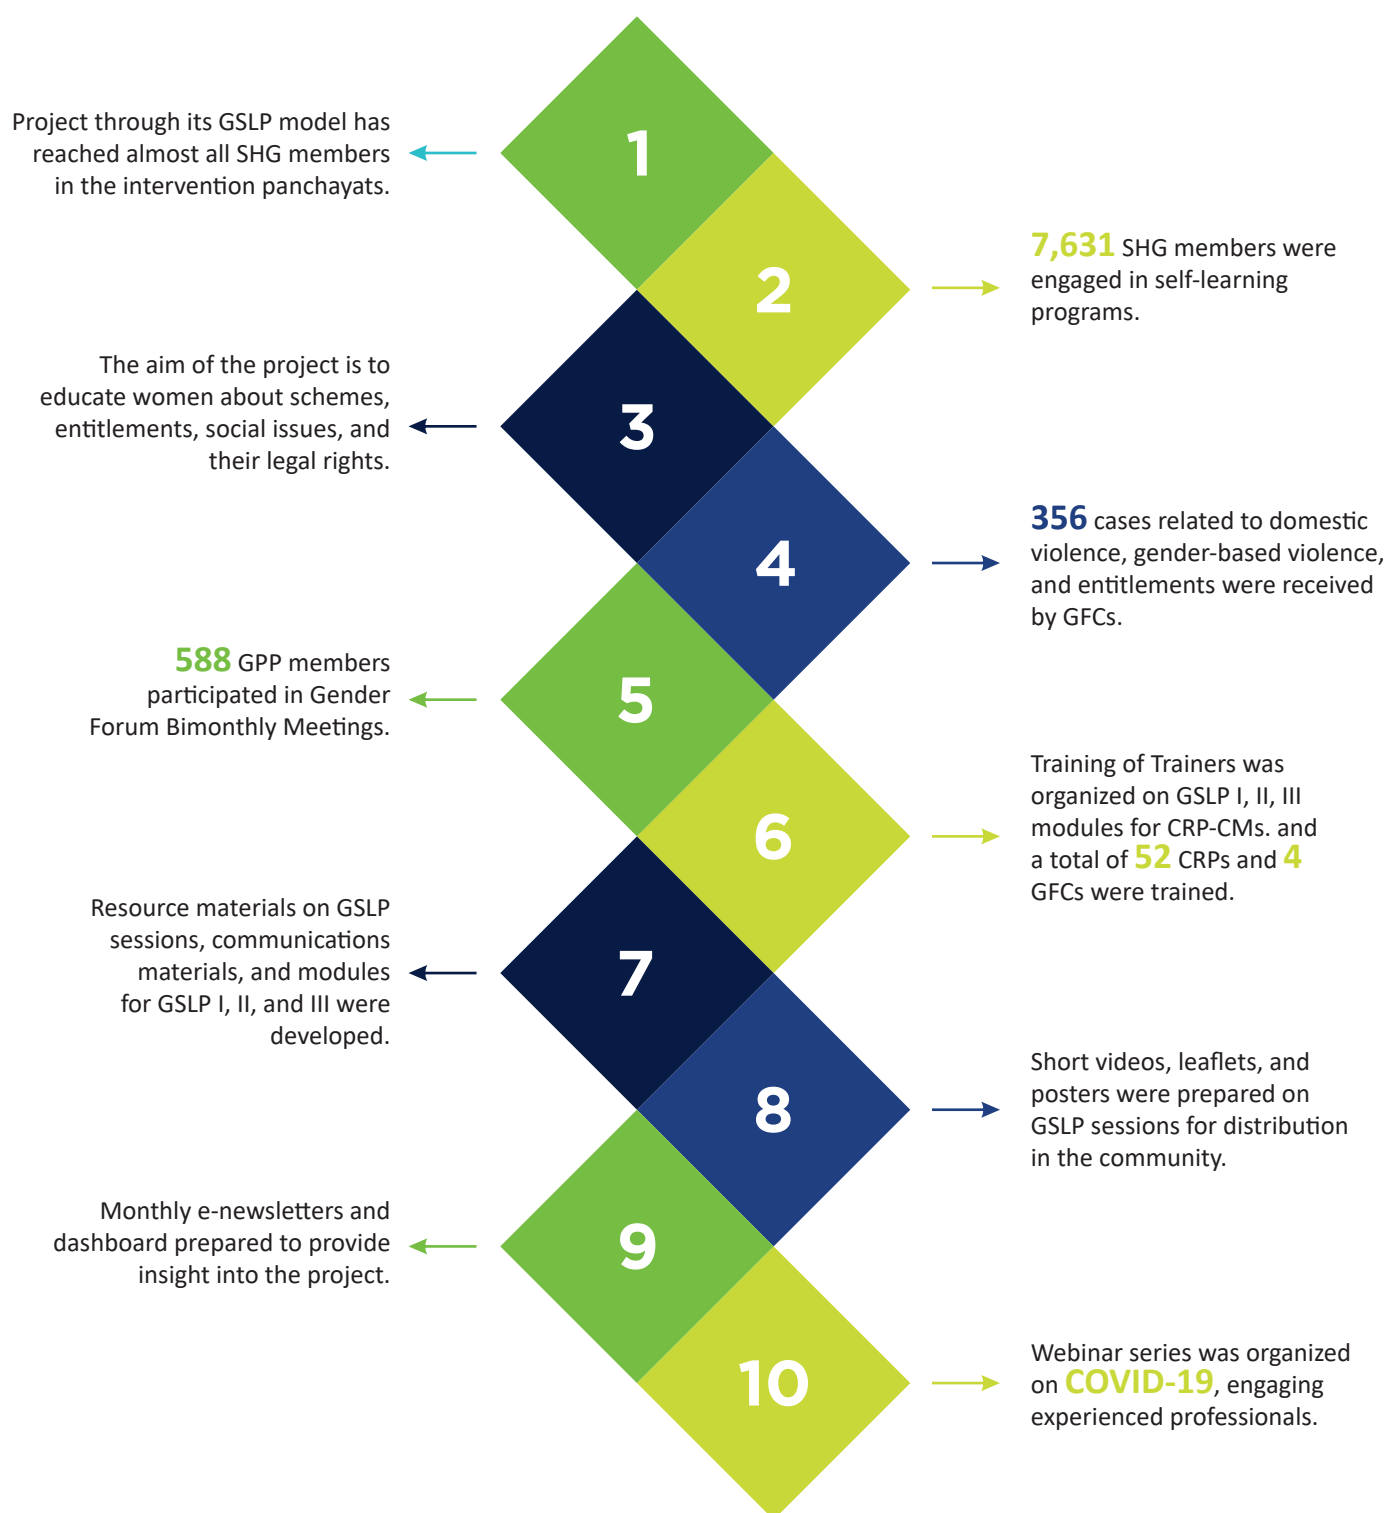 1
Project through its GSLP model has
reached almost all SHG members
in the intervention panchayats.
2
7,631 SHG members were
engaged in self-learning
programs.
3
The aim of the project is to
educate women about schemes,
entitlements, social issues, and
their legal rights.
4
356 cases related to domestic
violence, gender-based violence,
and entitlements were received
by GFCs.
5
588 GPP members
participated in Gender
Forum Bimonthly Meetings.
6
Training of Trainers was
organized on GSLP I, II, III
modules for CRP-CMs. and
a total of 52 CRPs and 4
GFCs were trained.
7
Resource materials on GSLP
sessions, communications
materials, and modules
for GSLP I, II, and III were
developed.
8
Short videos, leaflets, and
posters were prepared on
GSLP sessions for distribution
in the community.
9
Monthly e-newsletters and
dashboard prepared to provide
insight into the project.
10
Webinar series was organized
on COVID-19, engaging
experienced professionals.